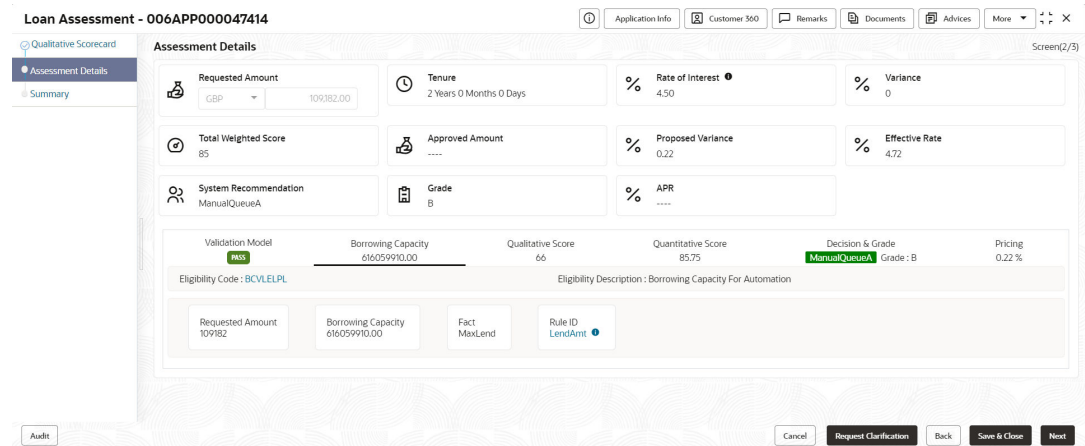 Loan Assessment - 006APP000047414
Application Info
Customer 360
Remarks
Documents
Advices
More
Qualitative Scorecard
Assessment Details
Summary
Assessment Details
Screen(2/3)
Requested Amount
GBP
109,182.00
Tenure
2 Years 0 Months 0 Days
Rate of Interest
4.50
Variance
0
Total Weighted Score
85
Approved Amount
----
Proposed Variance
0.22
Effective Rate
4.72
System Recommendation
ManualQueueA
Grade
B
APR
----
Validation Model
PASS
Borrowing Capacity
616059910.00
Qualitative Score
66
Quantitative Score
85.75
Decision & Grade
ManualQueueA Grade : B
Pricing
0.22 %
Eligibility Code : BCVLELPL
Eligibility Description : Borrowing Capacity For Automation
Requested Amount
109182
Borrowing Capacity
616059910.00
Fact
MaxLend
Rule ID
LendAmt
Audit
Cancel
Request Clarification
Back
Save & Close
Next